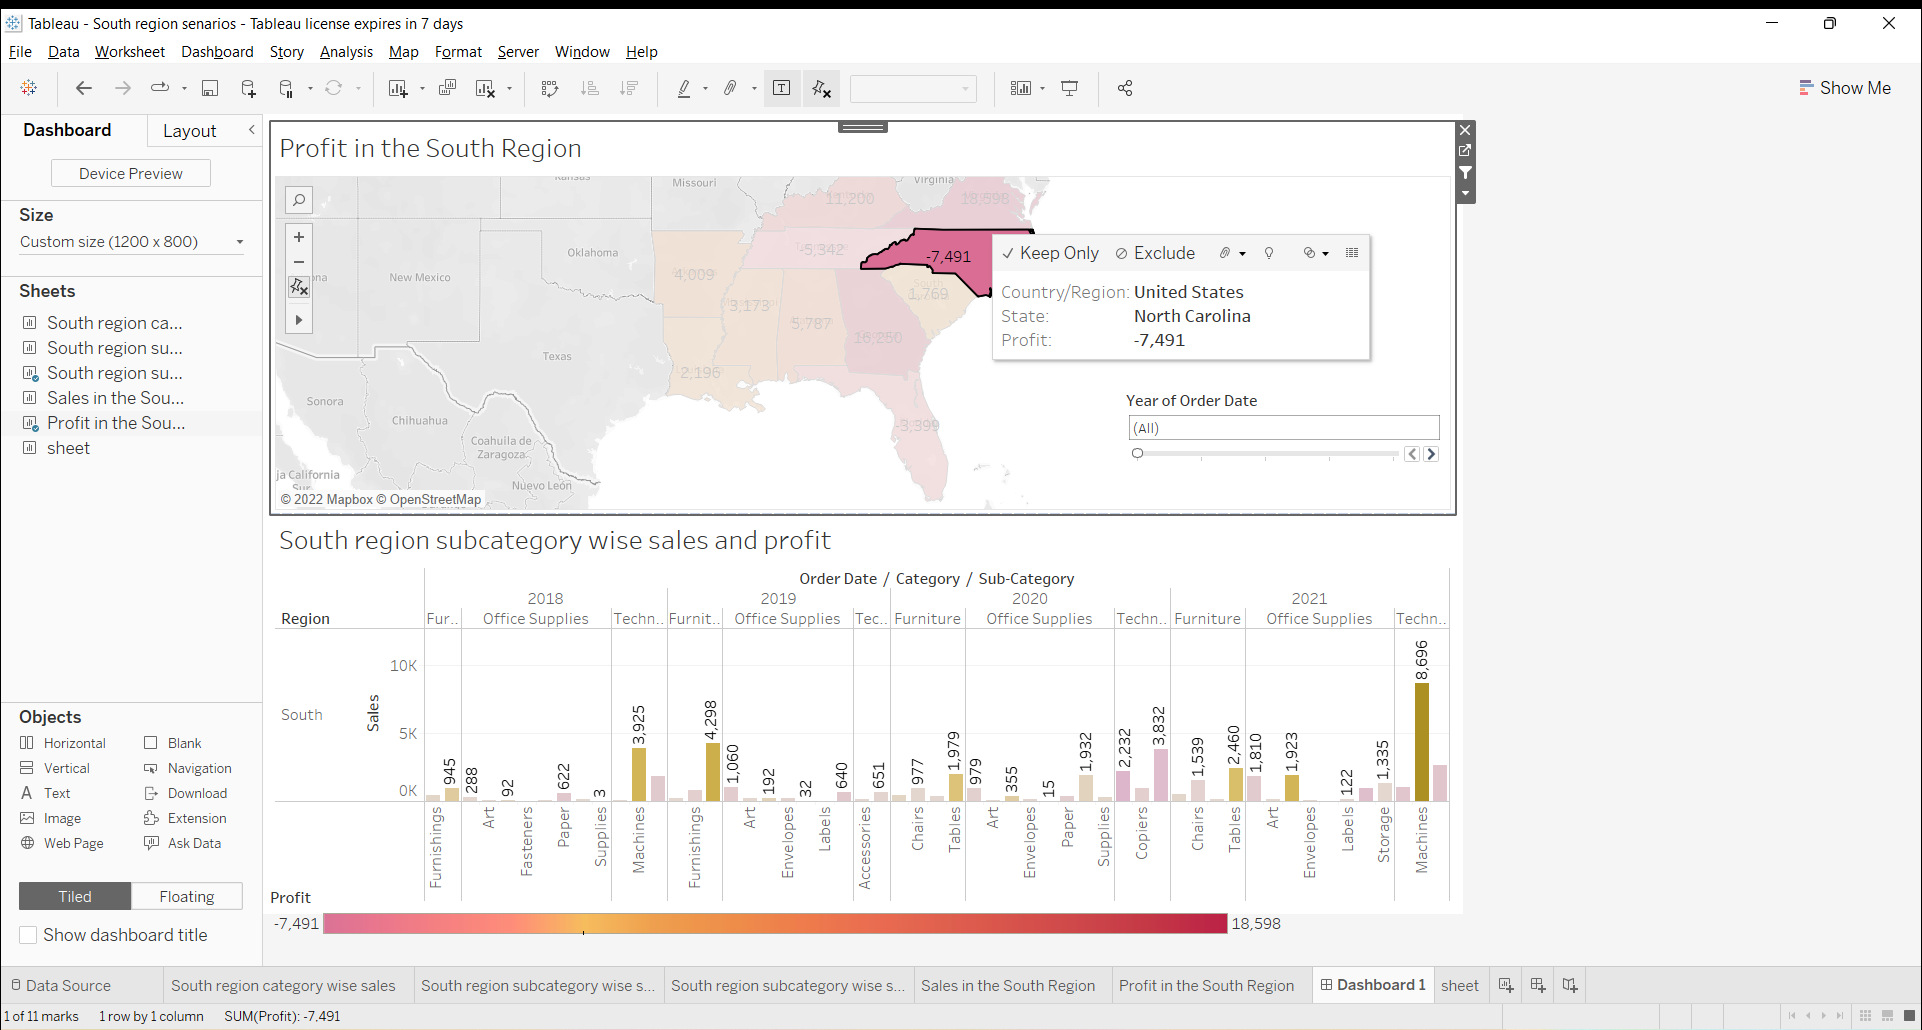 Tableau - South region senarios - Tableau license expires in 7 days
File Data Worksheet Dashboard Story Analysis Map Format Server Window Help
Show Me
Dashboard Layout
Device Preview
Size
Custom size (1200 x 800)
Sheets
South region ca...
South region su...
South region su...
Sales in the Sou...
Profit in the Sou...
sheet
Objects
Horizontal Blank
Vertical Navigation
Text Download
Image Extension
Web Page Ask Data
Tiled Floating
Show dashboard title
Profit in the South Region
Kansas Missouri Virginia
11,200 18,598
Oklahoma -5,342 -7,491
New Mexico 4,009 1,769
3,173
5,787 16,250
Texas
2,196
Sonora
Chihuahua -3,399
Coahuila de
Zaragoza
ja California
Sur Nuevo León
© 2022 Mapbox © OpenStreetMap
Keep Only Exclude
Country/Region: United States
State: North Carolina
Profit: -7,491
Year of Order Date
(All)
South region subcategory wise sales and profit
Order Date / Category / Sub-Category
2018 2019 2020 2021
Region Fur.. Office Supplies Techn.. Furnit.. Office Supplies Tec.. Furniture Office Supplies Techn.. Furniture Office Supplies Techn..
South
Sales
10K
5K
0K
945 288 92 622 3 3,925 4,298 1,060 192 32 640 651 977 1,979 979 355 15 1,932 2,232 3,832 1,539 2,460 1,810 1,923 122 1,335 8,696
Furnishings Art Fasteners Paper Supplies Machines Furnishings Art Envelopes Labels Accessories Chairs Tables Art Envelopes Paper Supplies Copiers Chairs Tables Art Envelopes Labels Storage Machines
Profit
-7,491 18,598
Data Source South region category wise sales South region subcategory wise s... South region subcategory wise s... Sales in the South Region Profit in the South Region Dashboard 1 sheet
1 of 11 marks 1 row by 1 column SUM(Profit): -7,491